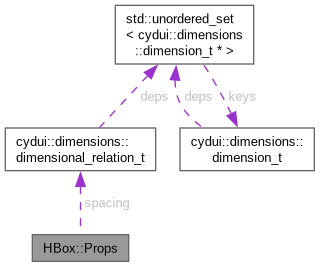 std::unordered_set
< cydui::dimensions
::dimension_t * >
deps
deps
keys
cydui::dimensions::
dimensional_relation_t
cydui::dimensions::
dimension_t
spacing
HBox::Props